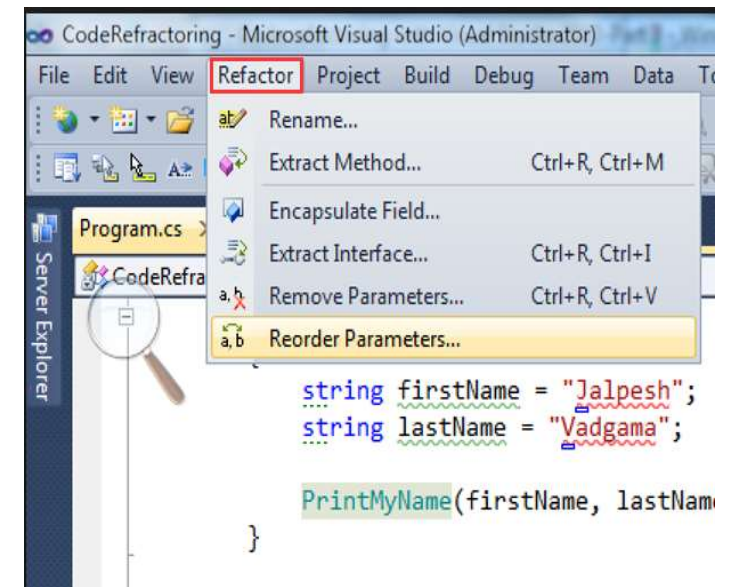 CodeRefractoring - Microsoft Visual Studio (Administrator)
File Edit View Refactor Project Build Debug Team Data
Rename...
Extract Method... Ctrl+R, Ctrl+M
Encapsulate Field...
Extract Interface... Ctrl+R, Ctrl+I
Remove Parameters... Ctrl+R, Ctrl+V
Reorder Parameters...
Program.cs
CodeRefra
Server Explorer
string firstName = "Jalpesh";
string lastName = "Vadgama";
PrintMyName(firstName, lastName
}